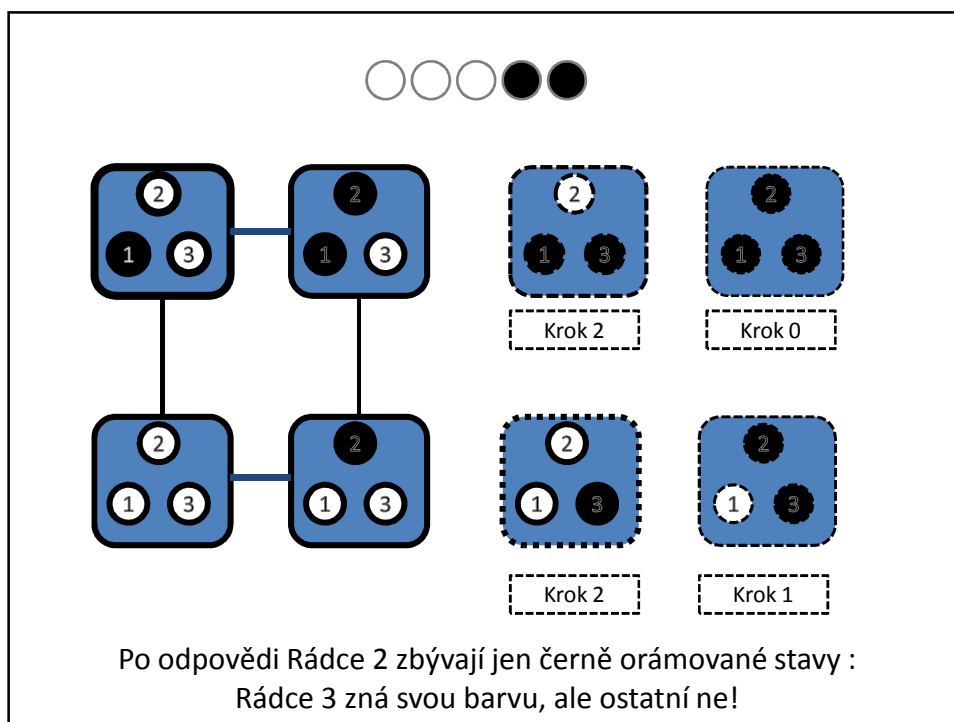 2 2 2 2
1 3 1 3 1 3 1 3
Krok 2 Krok 0
2 2 2 2
1 3 1 3 1 3 1 3
Krok 2 Krok 1
Po odpovědi Rádce 2 zbývají jen černě orámované stavy :
Rádce 3 zná svou barvu, ale ostatní ne!